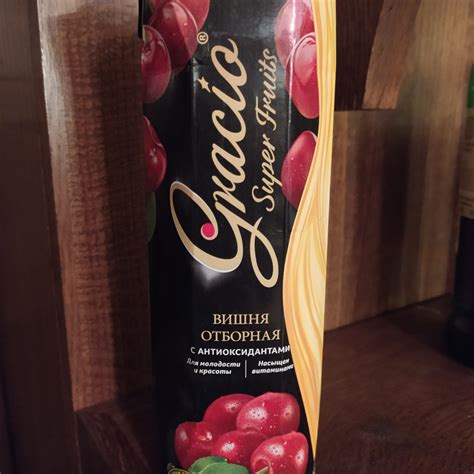 Gracio®
Super Fruits
ВИШНЯ
ОТБОРНАЯ
С АНТИОКСИДАНТАМИ
Для молодости
и красоты
Насыщен
витаминами